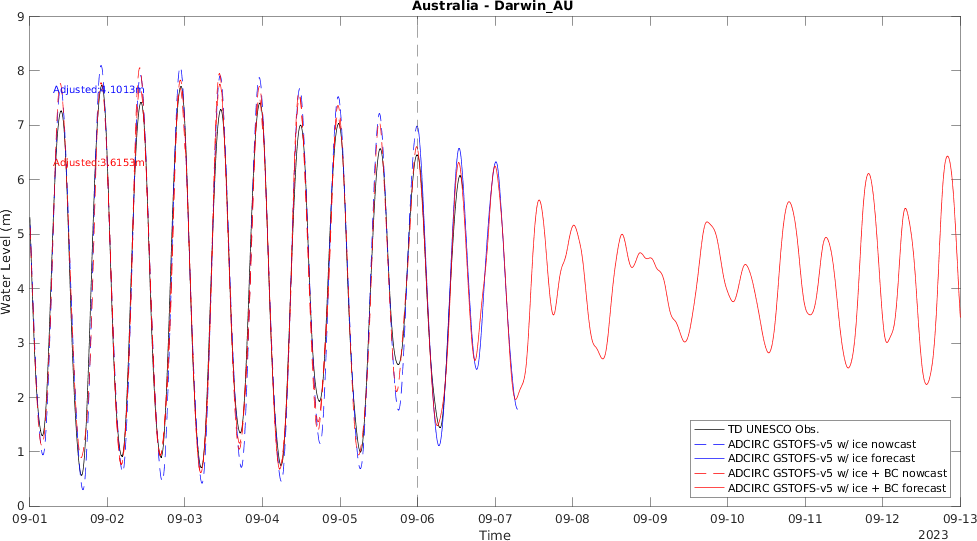 Australia - Darwin_AU
9
8
7
6
5
4
3
2
1
0
Water Level (m)
Adjusted:4.1013m
Adjusted:3.6153m
TD UNESCO Obs.
ADCIRC GSTOFS-v5 w/ ice nowcast
ADCIRC GSTOFS-v5 w/ ice forecast
ADCIRC GSTOFS-v5 w/ ice + BC nowcast
ADCIRC GSTOFS-v5 w/ ice + BC forecast
09-01 09-02 09-03 09-04 09-05 09-06 09-07 09-08 09-09 09-10 09-11 09-12 09-13
Time
2023